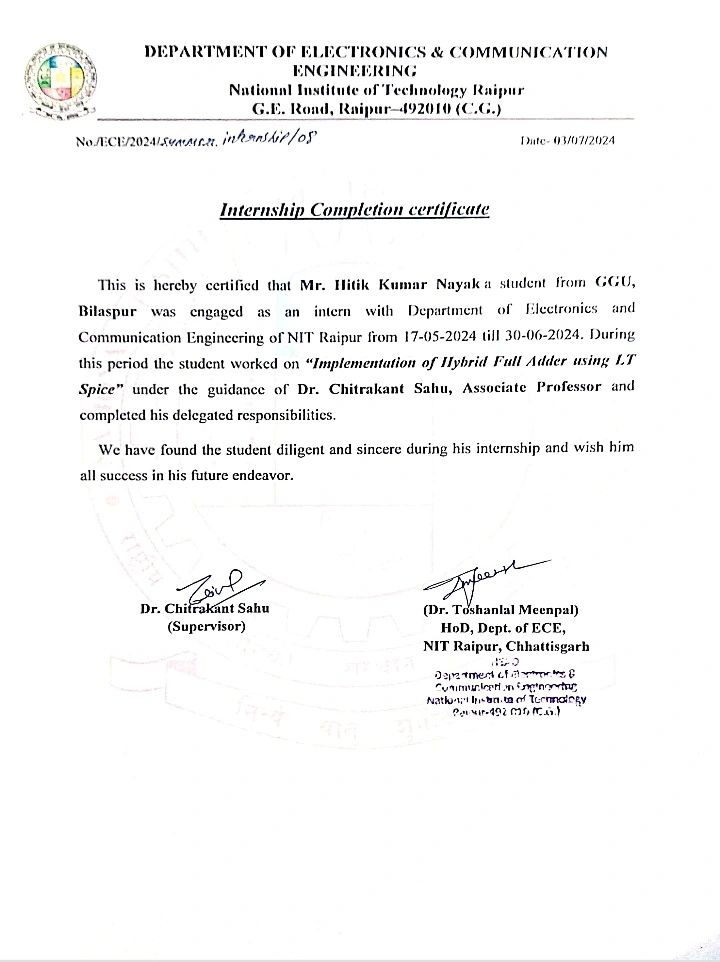 DEPARTMENT OF ELECTRONICS & COMMUNICATION
ENGINEERING
National Institute of Technology Raipur
G.E. Road, Raipur–492010 (C.G.)
No./ECE/2024/summer. internship/08
Date- 03/07/2024
Internship Completion certificate
This is hereby certified that Mr. Hitik Kumar Nayak a student from GGU,
Bilaspur was engaged as an intern with Department of Electronics and
Communication Engineering of NIT Raipur from 17-05-2024 till 30-06-2024. During
this period the student worked on “Implementation of Hybrid Full Adder using LT
Spice” under the guidance of Dr. Chitrakant Sahu, Associate Professor and
completed his delegated responsibilities.
We have found the student diligent and sincere during his internship and wish him
all success in his future endeavor.
Dr. Chitrakant Sahu
(Supervisor)
(Dr. Toshanlal Meenpal)
HoD, Dept. of ECE,
NIT Raipur, Chhattisgarh
Department of Electronics &
Communication Engineering
National Institute of Technology
Raipur-492 010 (C.G.)